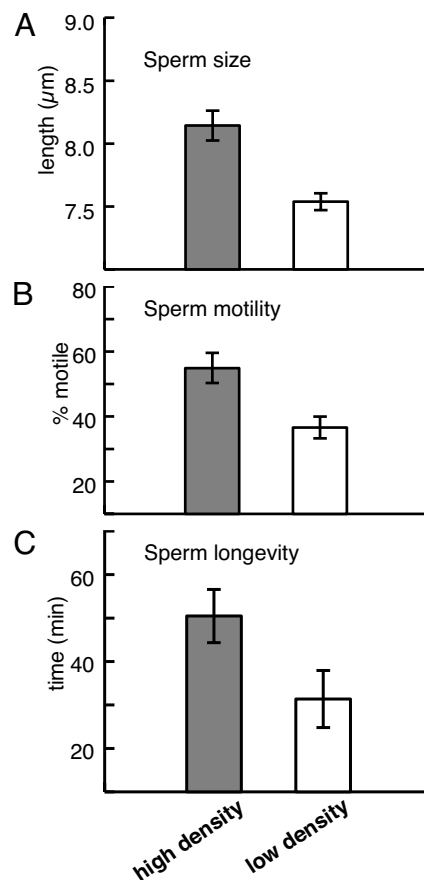 A
Sperm size
length (µm)
9.0
8.5
8.0
7.5
B
Sperm motility
% motile
80
60
40
20
C
Sperm longevity
time (min)
60
40
20
high density
low density